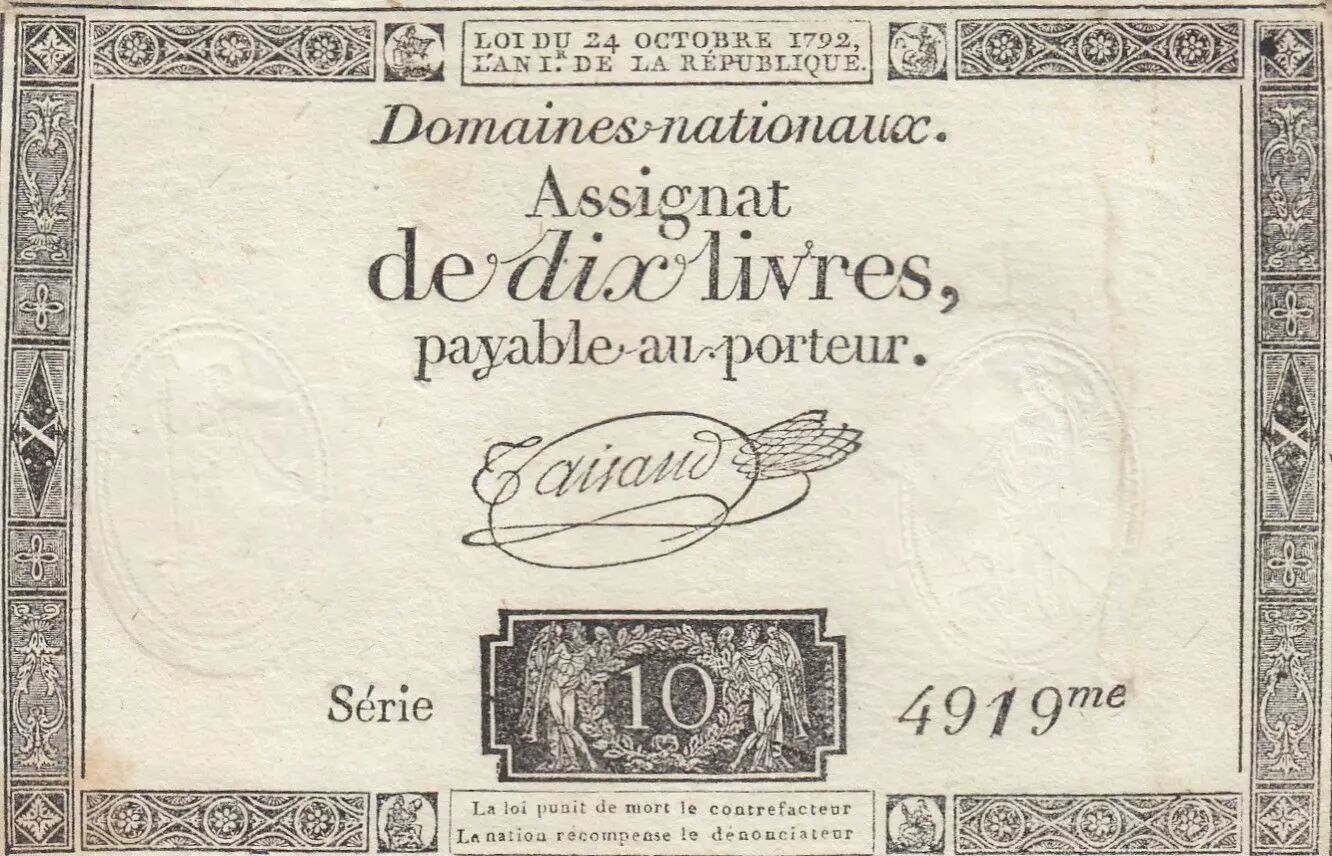 LOI DU 24 OCTOBRE 1792,
L'AN I.R DE LA RÉPUBLIQUE.
Domaines nationaux.
Assignat
de dix livres,
payable au porteur.
Taisaud
X
X
Série
10
4919me
La loi punit de mort le contrefacteur
La nation récompense le dénonciateur